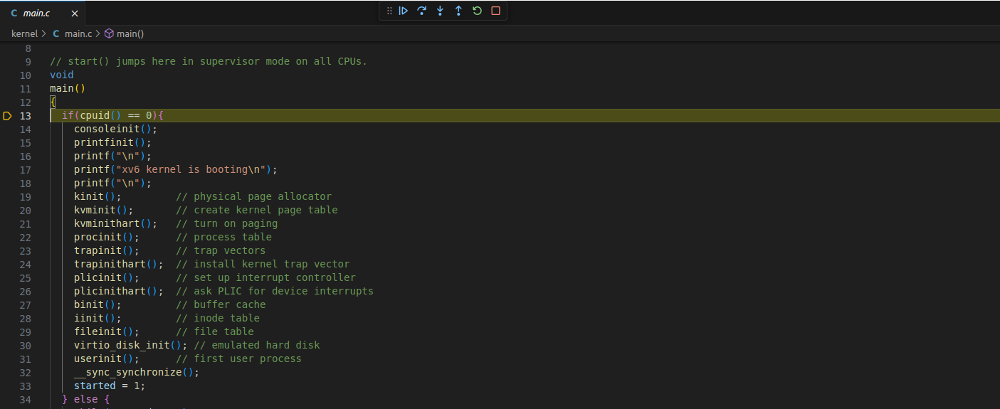 C main.c ×
kernel > C main.c > main()
8
9 // start() jumps here in supervisor mode on all CPUs.
10 void
11 main()
12 {
13   if(cpuid() == 0){
14     consoleinit();
15     printfinit();
16     printf("\n");
17     printf("xv6 kernel is booting\n");
18     printf("\n");
19     kinit();         // physical page allocator
20     kvminit();       // create kernel page table
21     kvminithart();   // turn on paging
22     procinit();      // process table
23     trapinit();      // trap vectors
24     trapinithart();  // install kernel trap vector
25     plicinit();      // set up interrupt controller
26     plicinithart();  // ask PLIC for device interrupts
27     binit();         // buffer cache
28     iinit();         // inode table
29     fileinit();      // file table
30     virtio_disk_init(); // emulated hard disk
31     userinit();      // first user process
32     __sync_synchronize();
33     started = 1;
34   } else {